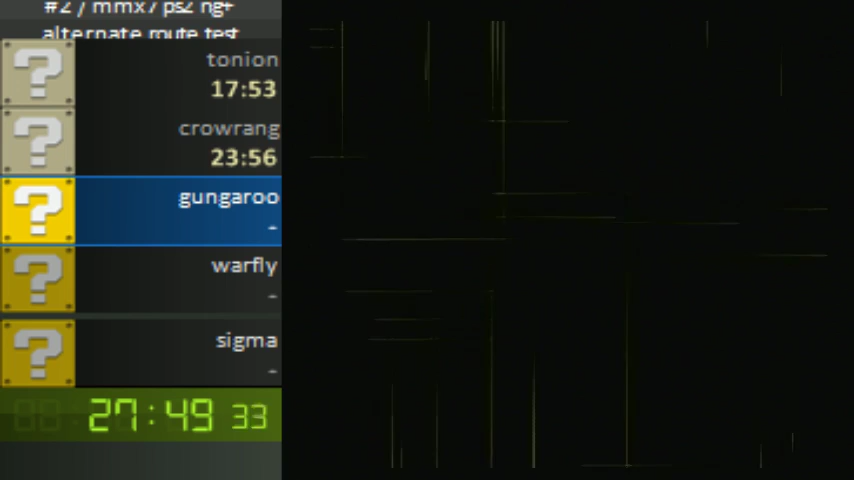 #2 / mmx7 ps2 ng+
alternate route test
tonion
17:53
crowrang
23:56
gungaroo
-
warfly
-
sigma
-
27:49 33